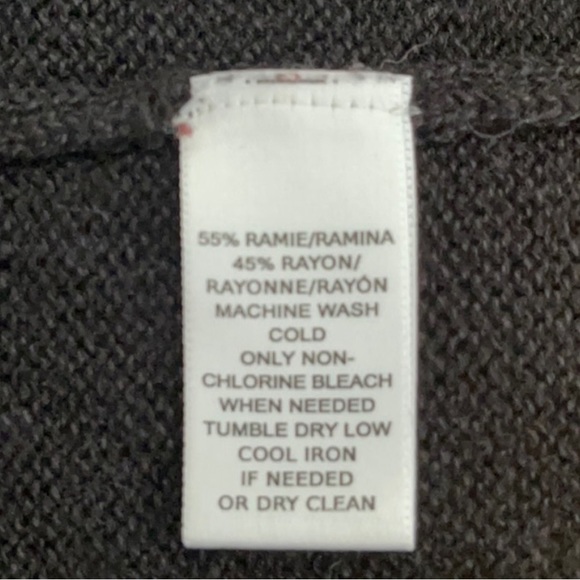 55% RAMIE/RAMINA
45% RAYON/
RAYONNE/RAYÓN
MACHINE WASH
COLD
ONLY NON-
CHLORINE BLEACH
WHEN NEEDED
TUMBLE DRY LOW
COOL IRON
IF NEEDED
OR DRY CLEAN